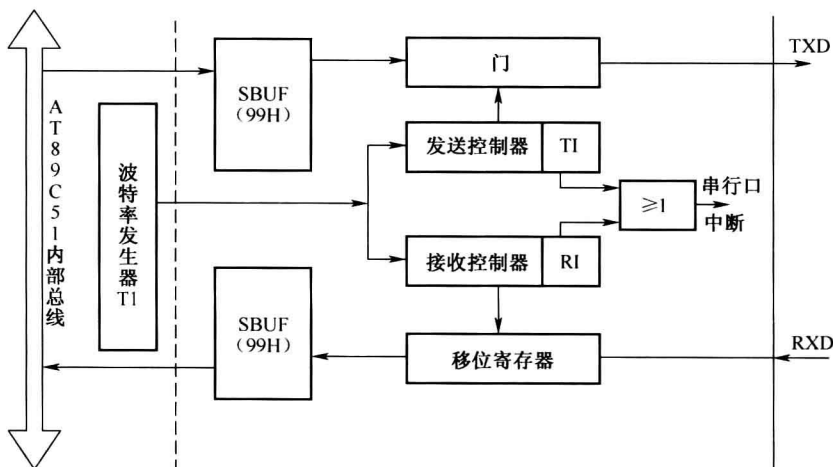 TXD
SBUF
(99H)
门
AT89C51内部总线
波特率发生器T1
发送控制器
TI
≥1
串行口
中断
接收控制器
RI
SBUF
(99H)
移位寄存器
RXD